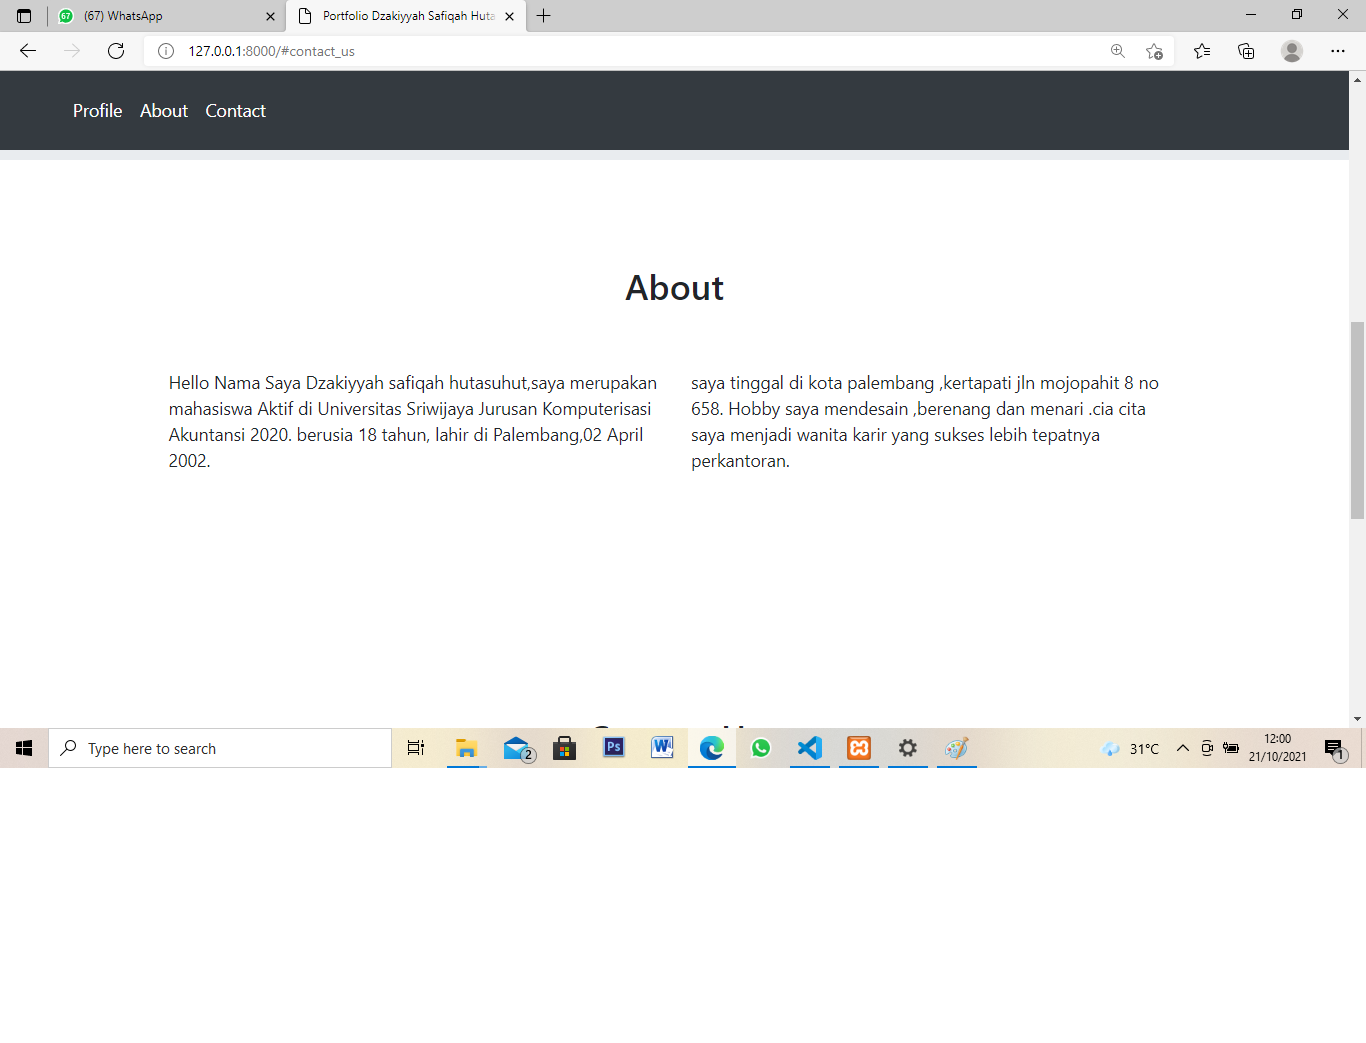 67 (67) WhatsApp
Portfolio Dzakiyyah Safiqah Huta
127.0.0.1:8000/#contact_us
Profile About Contact
About
Hello Nama Saya Dzakiyyah safiqah hutasuhut,saya merupakan
mahasiswa Aktif di Universitas Sriwijaya Jurusan Komputerisasi
Akuntansi 2020. berusia 18 tahun, lahir di Palembang,02 April
2002.
saya tinggal di kota palembang ,kertapati jln mojopahit 8 no
658. Hobby saya mendesain ,berenang dan menari .cia cita
saya menjadi wanita karir yang sukses lebih tepatnya
perkantoran.
Type here to search
2
Ps
W
31°C
12:00
21/10/2021
1